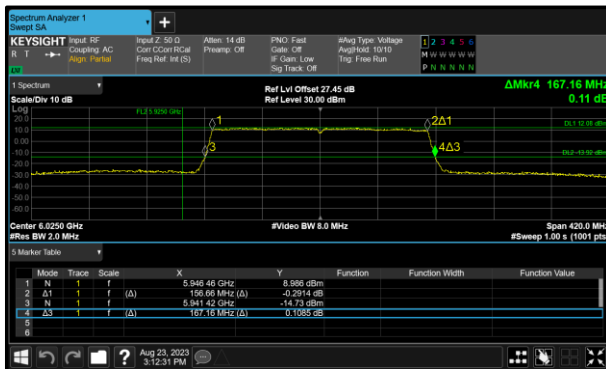 Spectrum Analyzer 1
Swept SA
+
KEYSIGHT Input: RF Input Z: 50 Ω Atten: 14 dB PNO: Fast #Avg Type: Voltage 1 2 3 4 5 6
R T Coupling: AC Corr CCorr RCal Preamp: Off Gate: Off Avg|Hold: 10/10 M W W W W W
Align: Partial Freq Ref: Int (S) IF Gain: Low Trig: Free Run
Sig Track: Off P N N N N N
1 Spectrum Ref Lvl Offset 27.45 dB ΔMkr4 167.16 MHz
Scale/Div 10 dB Ref Level 30.00 dBm 0.11 dB
Log
20.0 FL2 5.9250 GHz 1 2Δ1 DL1 12.08 dBm
10.0
0.00
-10.0 3 4Δ3 DL2 -13.92 dBm
-20.0
-30.0
-40.0
-50.0
-60.0
Center 6.0250 GHz #Video BW 8.0 MHz Span 420.0 MHz
#Res BW 2.0 MHz #Sweep 1.00 s (1001 pts)
5 Marker Table
Mode Trace Scale X Y Function Function Width Function Value
1 N 1 f 5.946 46 GHz 8.986 dBm
2 Δ1 1 f (Δ) 156.66 MHz (Δ) -0.2914 dB
3 N 1 f 5.941 42 GHz -14.73 dBm
4 Δ3 1 f (Δ) 167.16 MHz (Δ) 0.1085 dB
5
6
? Aug 23, 2023
3:12:31 PM